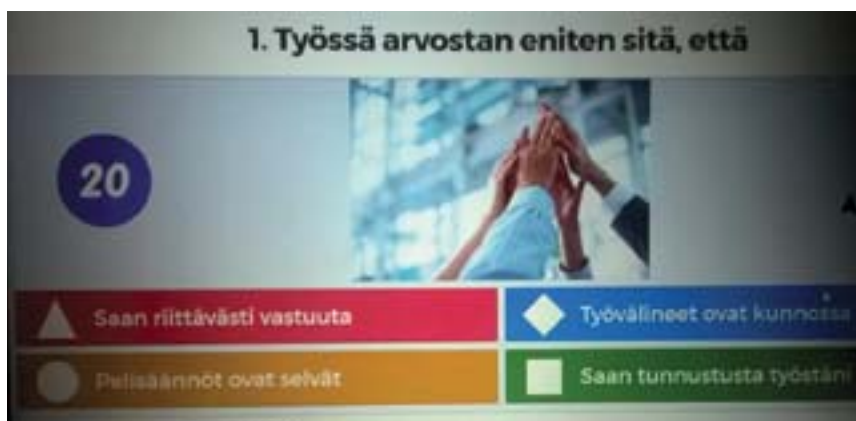 1. Työssä arvostan eniten sitä, että
20
Saan riittävästi vastuuta
Työvälineet ovat kunnossa
Pelisäännöt ovat selvät
Saan tunnustusta työstäni